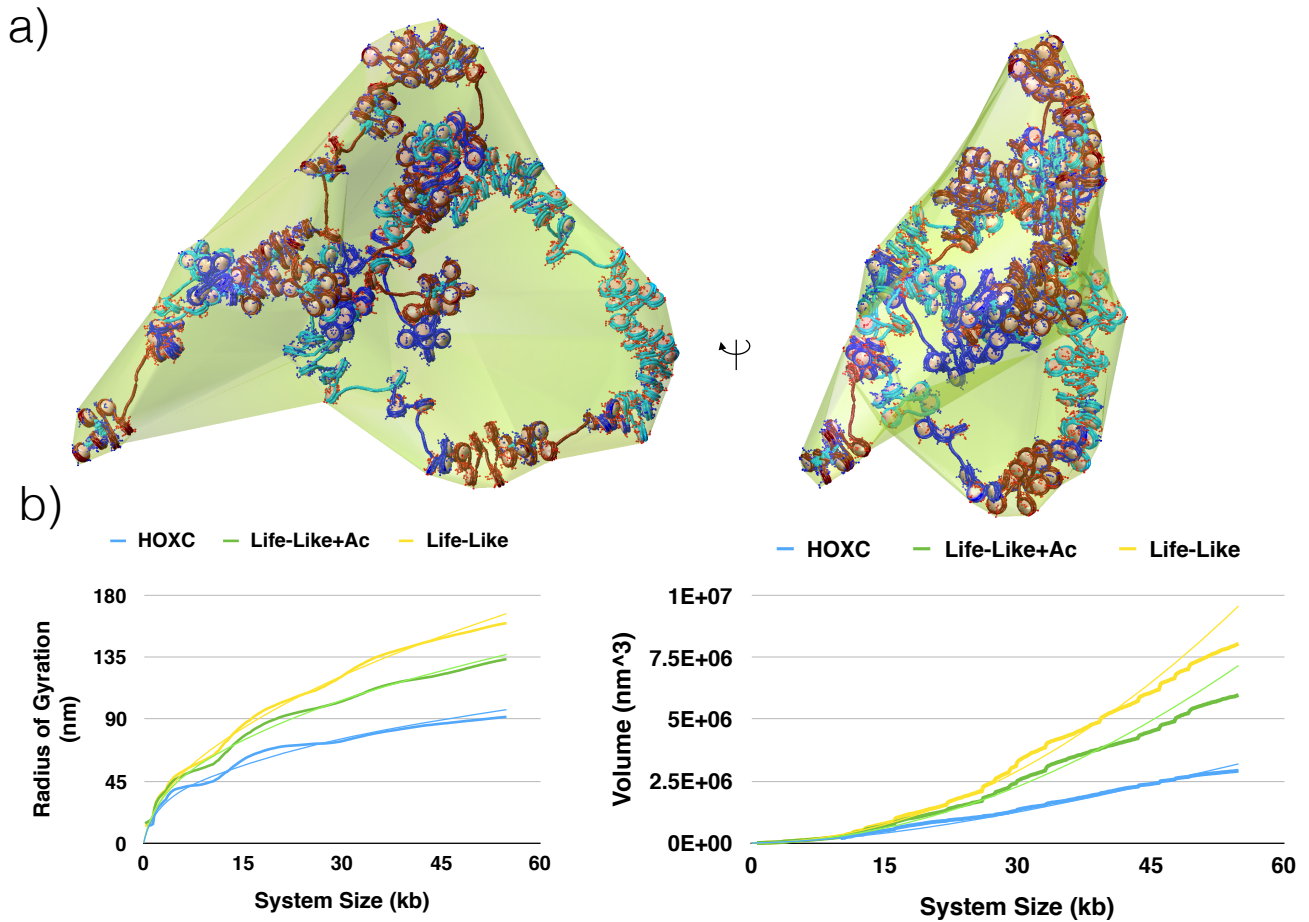 a)
b)
HOXC Life-Like+Ac Life-Like
Radius of Gyration
(nm)
180
135
90
45
0
0 15 30 45 60
System Size (kb)
HOXC Life-Like+Ac Life-Like
Volume (nm^3)
1E+07
7.5E+06
5E+06
2.5E+06
0E+00
0 15 30 45 60
System Size (kb)